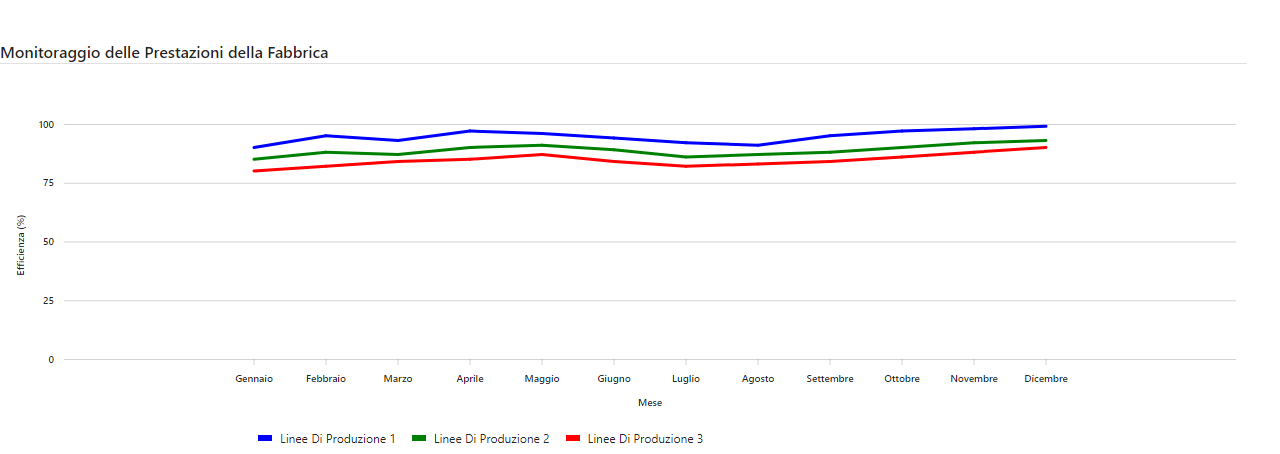 Monitoraggio delle Prestazioni della Fabbrica
100
75
50
25
0
Efficienza (%)
Gennaio Febbraio Marzo Aprile Maggio Giugno Luglio Agosto Settembre Ottobre Novembre Dicembre
Mese
Linee Di Produzione 1 Linee Di Produzione 2 Linee Di Produzione 3